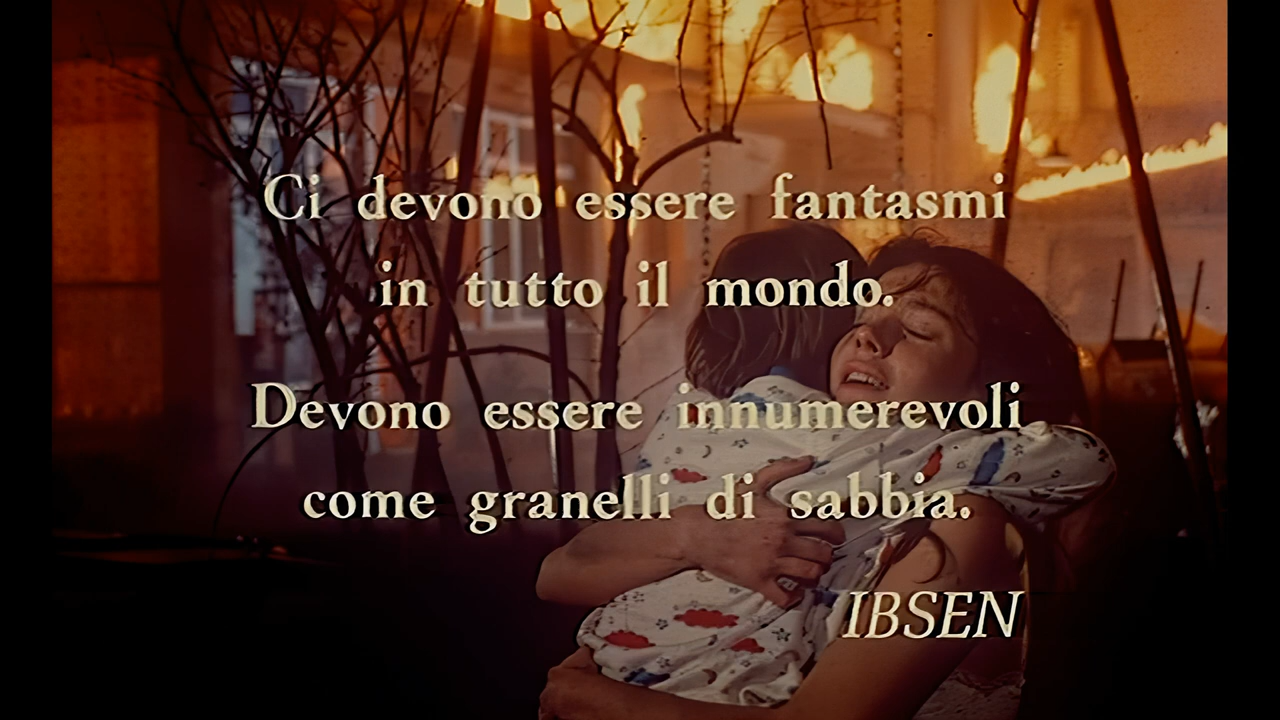 Ci devono essere fantasmi
in tutto il mondo.
Devono essere innumerevoli
come granelli di sabbia.
IBSEN